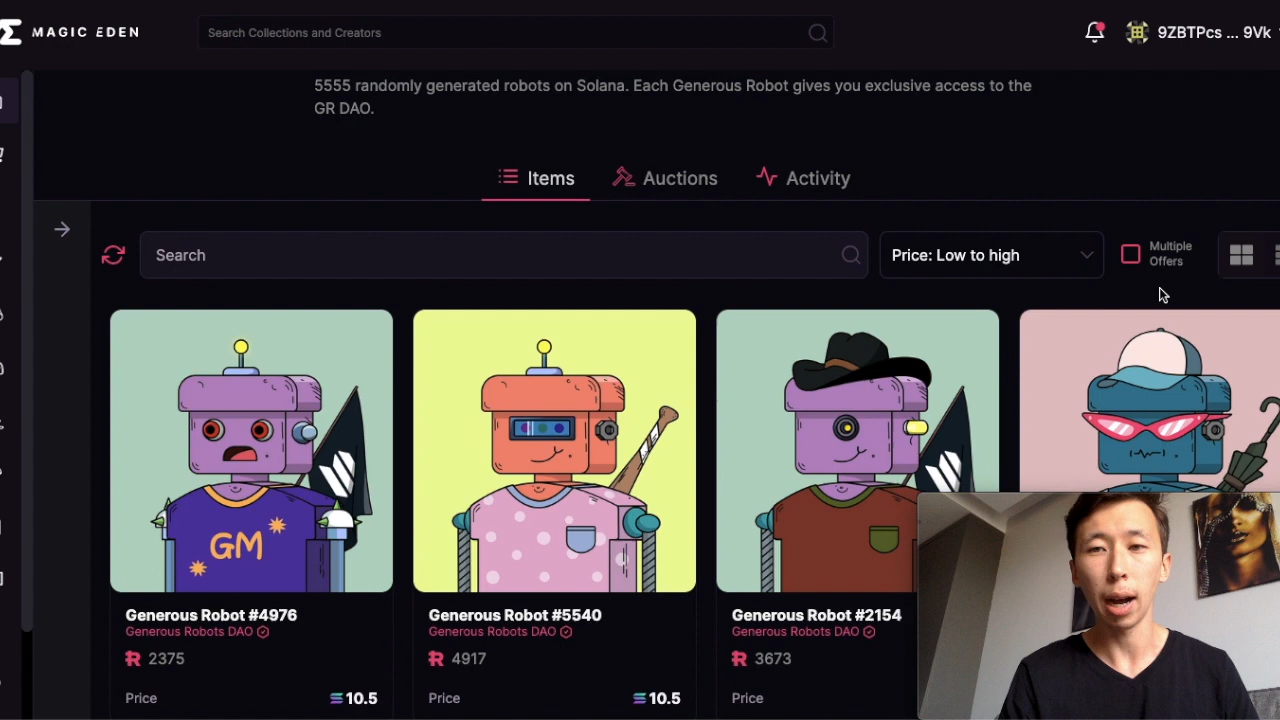 MAGIC EDEN
Search Collections and Creators
9ZBTPcs ... 9Vk
5555 randomly generated robots on Solana. Each Generous Robot gives you exclusive access to the
GR DAO.
Items
Auctions
Activity
Search
Price: Low to high
Multiple
Offers
GM
Generous Robot #4976
Generous Robots DAO
2375
Price
10.5
Generous Robot #5540
Generous Robots DAO
4917
Price
10.5
Generous Robot #2154
Generous Robots DAO
3673
Price